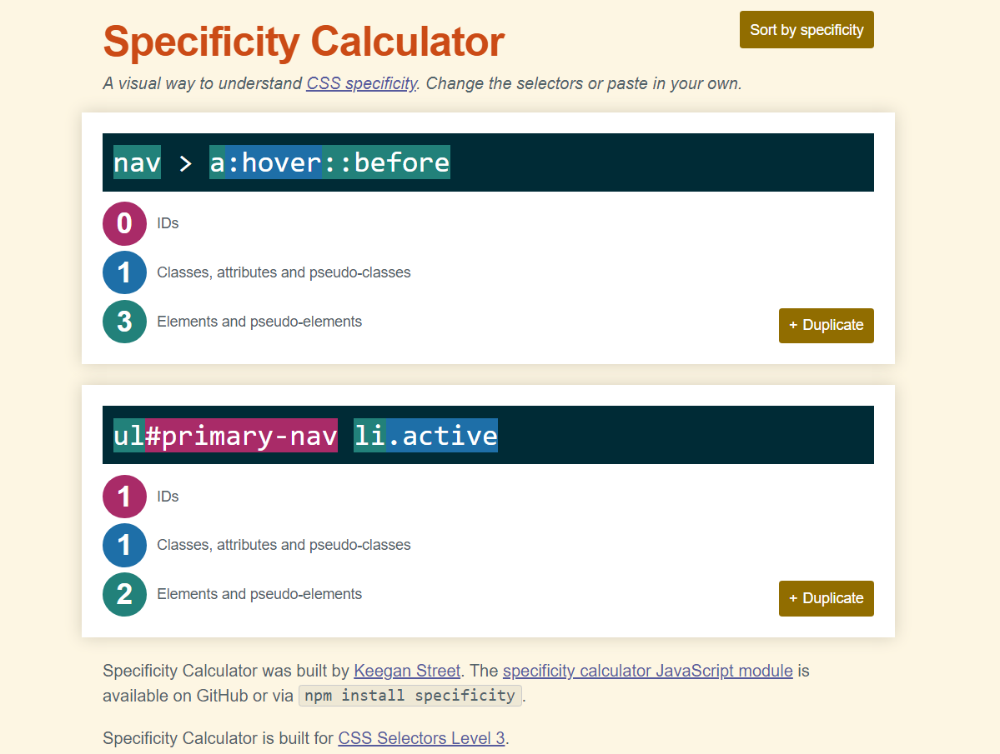 Specificity Calculator
Sort by specificity
A visual way to understand CSS specificity. Change the selectors or paste in your own.
nav > a:hover::before
0 IDs
1 Classes, attributes and pseudo-classes
3 Elements and pseudo-elements
+ Duplicate
ul#primary-nav li.active
1 IDs
1 Classes, attributes and pseudo-classes
2 Elements and pseudo-elements
+ Duplicate
Specificity Calculator was built by Keegan Street. The specificity calculator JavaScript module is
available on GitHub or via npm install specificity.
Specificity Calculator is built for CSS Selectors Level 3.